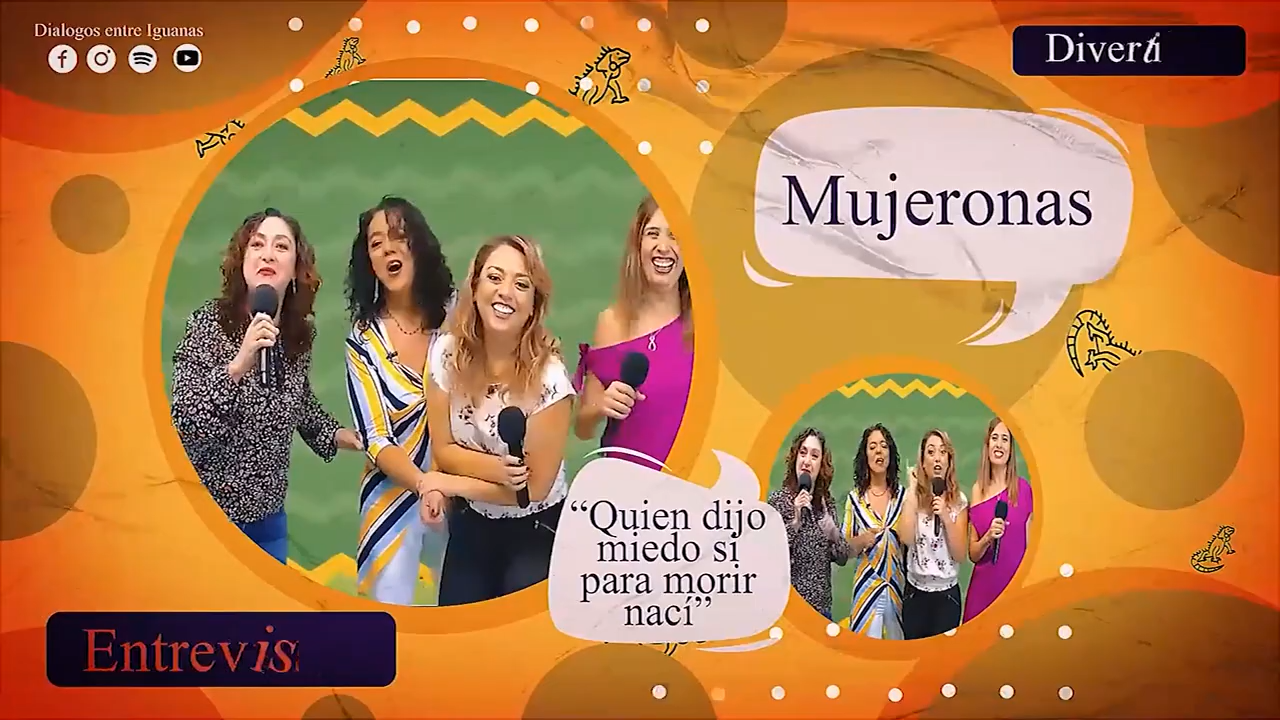 Dialogos entre Iguanas
Diverti
Mujeronas
“Quien dijo
miedo si
para morir
nací”
Entrevis